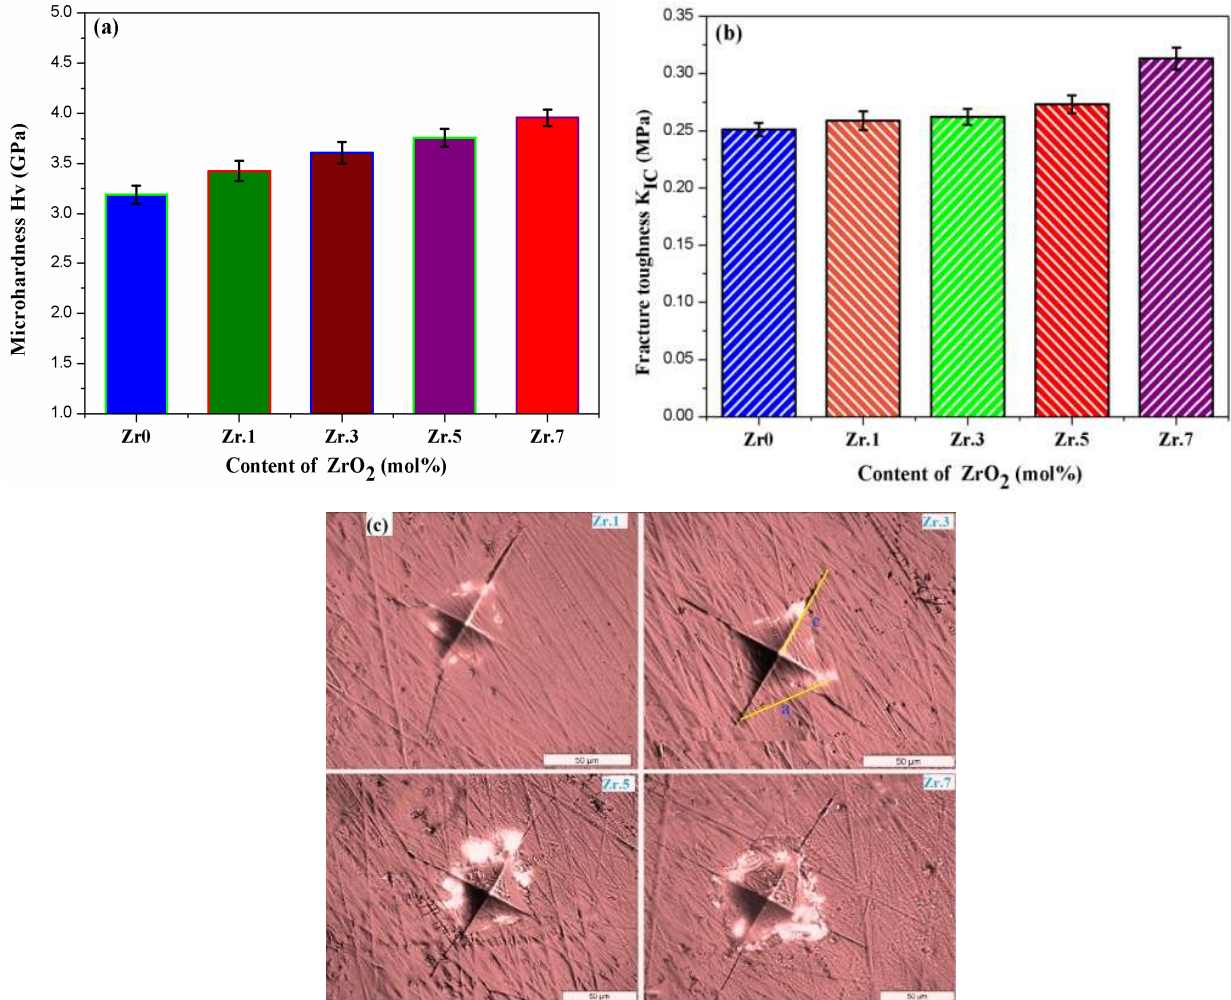 (a)
5.0
4.5
4.0
3.5
3.0
2.5
2.0
1.5
1.0
Microhardness Hv (GPa)
Zr0 Zr.1 Zr.3 Zr.5 Zr.7
Content of ZrO2 (mol%)
(b)
0.35
0.30
0.25
0.20
0.15
0.10
0.05
0.00
Fracture toughness KIC (MPa)
Zr0 Zr.1 Zr.3 Zr.5 Zr.7
Content of ZrO2 (mol%)
(c)
Zr.1
50 µm
Zr.3
c
a
50 µm
Zr.5
50 µm
Zr.7
50 µm